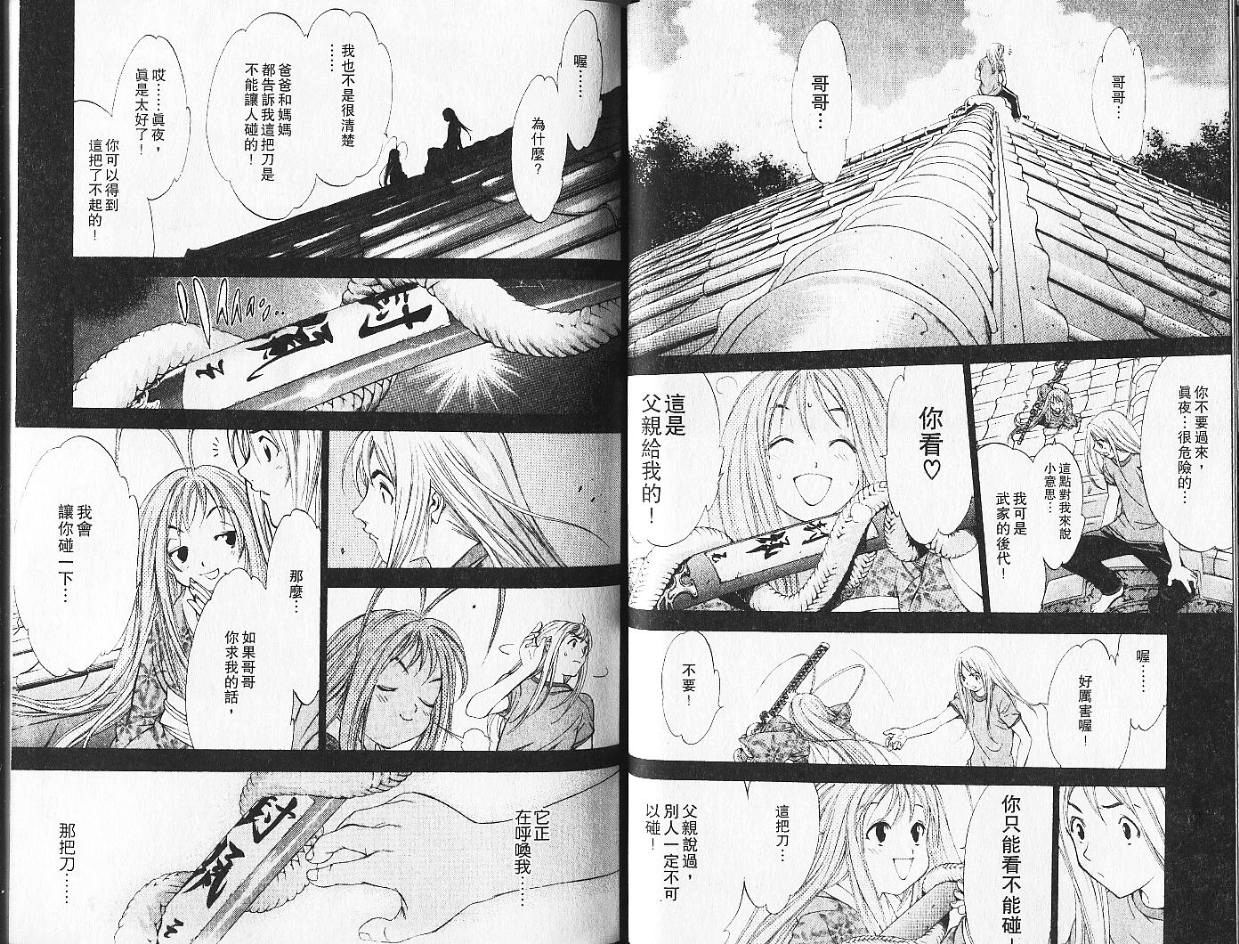 哥哥…
哥哥…
你不要過來，
眞夜…很危險的…
這點對我來說
小意思…
我可是
武家的後代！
你看♡
這是
父親給我的！
喔……
好厲害喔！
不要！
你只能看不能碰，
這把刀…
父親說過，
別人一定不可
以碰！
喔……
為什麼？
我也不是很清楚
……
爸爸和媽媽
都告訴我這把刀是
不能讓人碰的！
哎……眞夜，
眞是太好了！
你可以得到
這把了不起的！
封
王
那麼…
如果哥哥
你求我的話，
我會
讓你碰一下…
它正
在呼喚我……
那把刀……